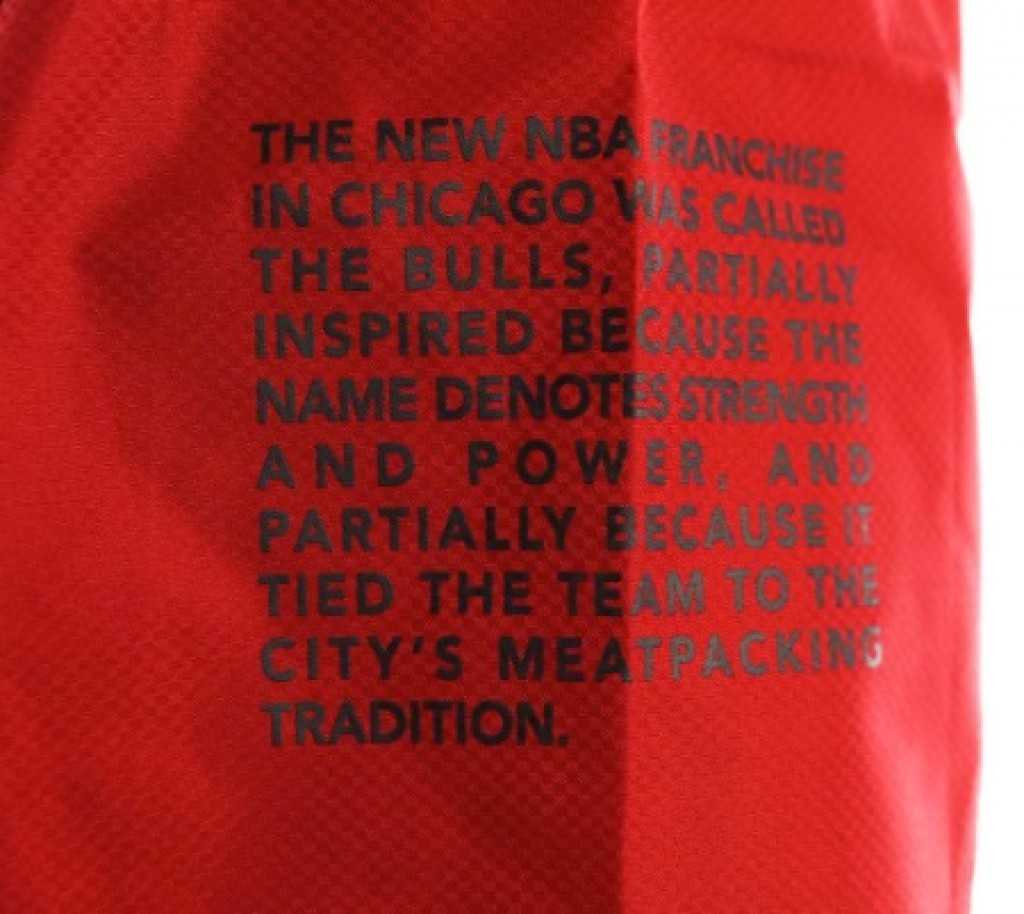 THE NEW NBA FRANCHISE
IN CHICAGO WAS CALLED
THE BULLS, PARTIALLY
INSPIRED BECAUSE THE
NAME DENOTES STRENGTH
AND POWER, AND
PARTIALLY BECAUSE IT
TIED THE TEAM TO THE
CITY'S MEATPACKING
TRADITION.